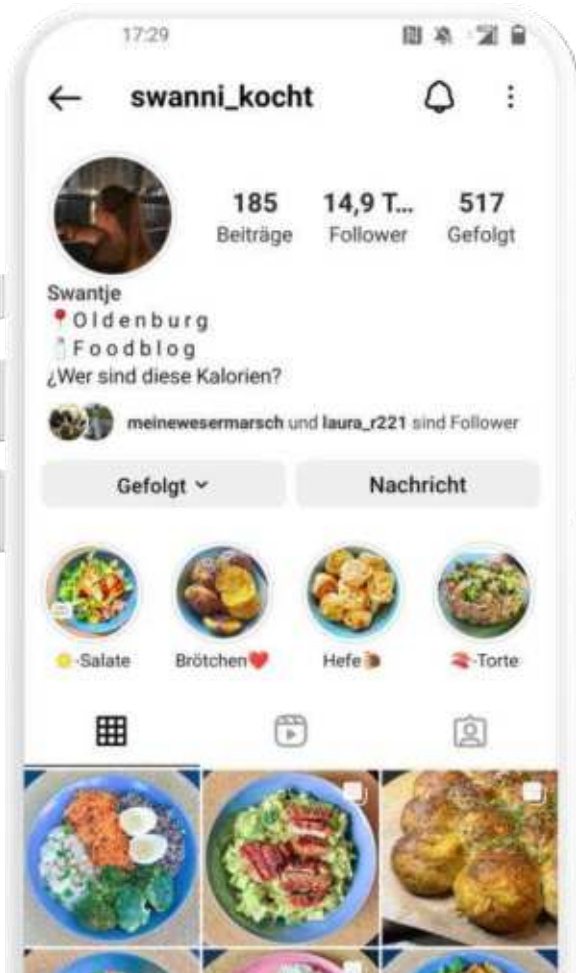 17:29
swanni_kocht
185 14,9 T... 517
Beiträge Follower Gefolgt
Swantje
📍Oldenburg
🧂Foodblog
¿Wer sind diese Kalorien?
meinewesermarsch und laura_r221 sind Follower
Gefolgt Nachricht
-Salate Brötchen❤️ Hefe -Torte